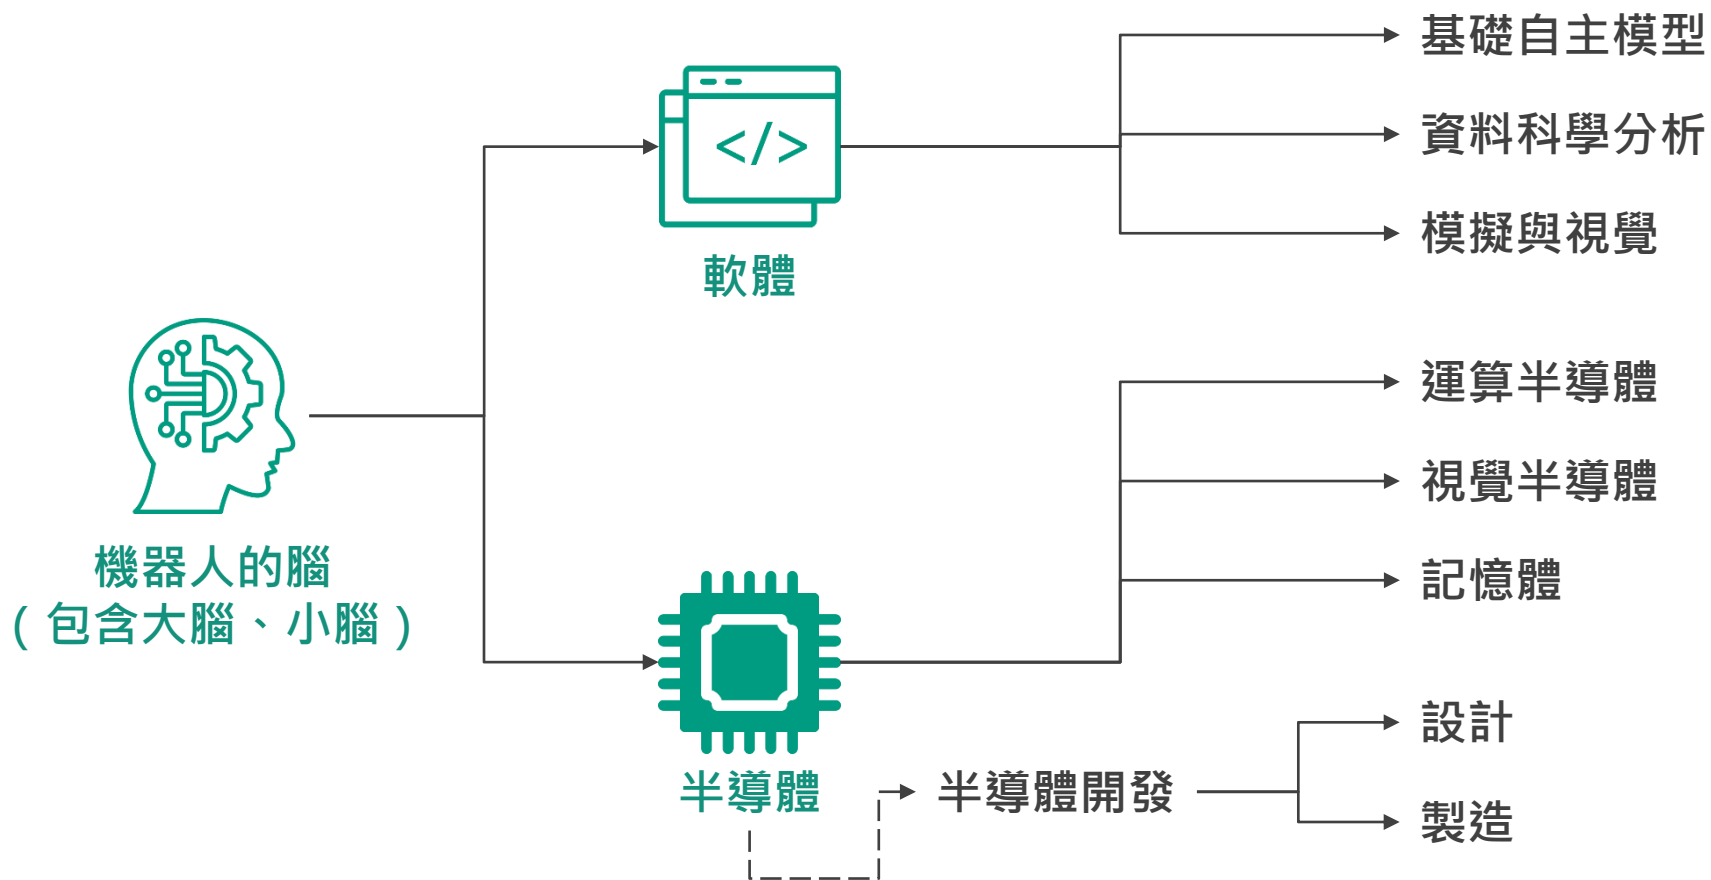 基礎自主模型
資料科學分析
模擬與視覺
</>
軟體
運算半導體
視覺半導體
記憶體
機器人的腦
（包含大腦、小腦）
半導體
半導體開發
設計
製造